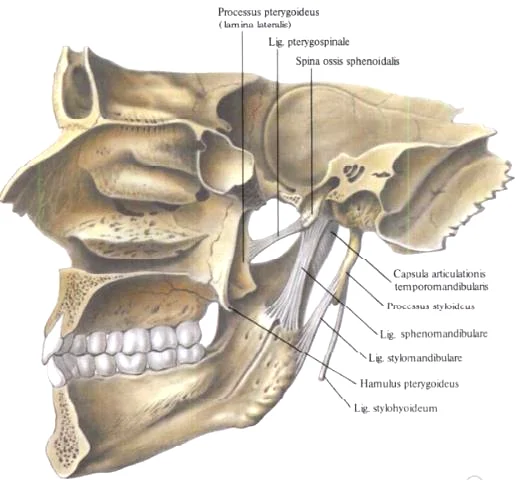 Processus pterygoideus
(lamina lateralis)
Lig. pterygospinale
Spina ossis sphenoidalis
Capsula articulationis
temporomandibularis
Processus styloideus
Lig. sphenomandibulare
Lig. stylomandibulare
Hamulus pterygoideus
Lig. stylohyoideum